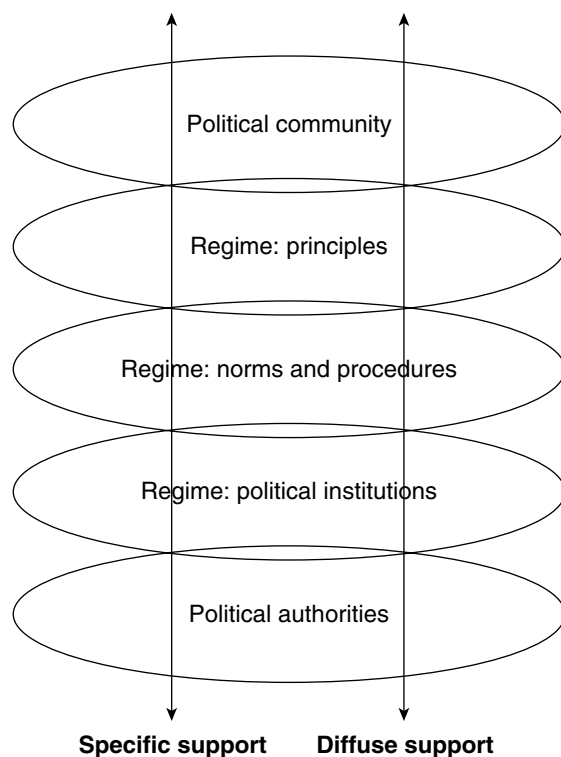 Political community
Regime: principles
Regime: norms and procedures
Regime: political institutions
Political authorities
Specific support Diffuse support